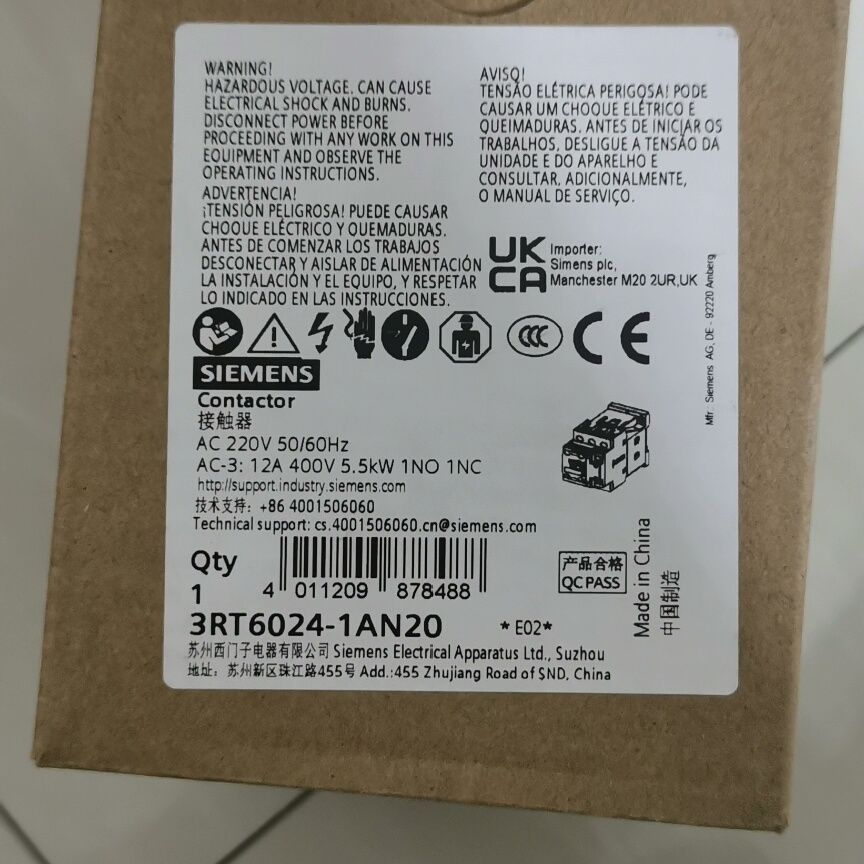 WARNING!
HAZARDOUS VOLTAGE. CAN CAUSE
ELECTRICAL SHOCK AND BURNS.
DISCONNECT POWER BEFORE
PROCEEDING WITH ANY WORK ON THIS
EQUIPMENT AND OBSERVE THE
OPERATING INSTRUCTIONS.
ADVERTENCIA!
¡TENSIÓN PELIGROSA! PUEDE CAUSAR
CHOQUE ELÉCTRICO Y QUEMADURAS.
ANTES DE COMENZAR LOS TRABAJOS
DESCONECTAR Y AISLAR DE ALIMENTACIÓN
LA INSTALACIÓN Y EL EQUIPO, Y RESPETAR
LO INDICADO EN LAS INSTRUCCIONES.
AVISO!
TENSÃO ELÉTRICA PERIGOSA! PODE
CAUSAR UM CHOQUE ELÉTRICO E
QUEIMADURAS. ANTES DE INICIAR OS
TRABALHOS, DESLIGUE A TENSÃO DA
UNIDADE E DO APARELHO E
CONSULTAR, ADICIONALMENTE,
O MANUAL DE SERVIÇO.
UK
CA
Importer:
Simens plc,
Manchester M20 2UR,UK
Mfr Siemens AG, DE - 92220 Amberg
CCC
CE
SIEMENS
Contactor
接触器
AC 220V 50/60Hz
AC-3: 12A 400V 5.5kW 1NO 1NC
http://support.industry.siemens.com
技术支持: +86 4001506060
Technical support: cs.4001506060.cn@siemens.com
Qty
1
4 011209 878488
产品合格
QC PASS
Made in China
中国制造
3RT6024-1AN20 *E02*
苏州西门子电器有限公司 Siemens Electrical Apparatus Ltd., Suzhou
地址: 苏州新区珠江路455号 Add.:455 Zhujiang Road of SND, China